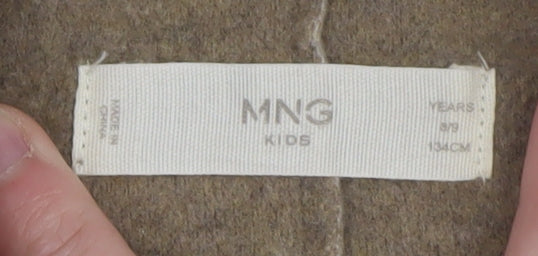 MADE IN
CHINA
MNG
KIDS
YEARS
8/9
134CM